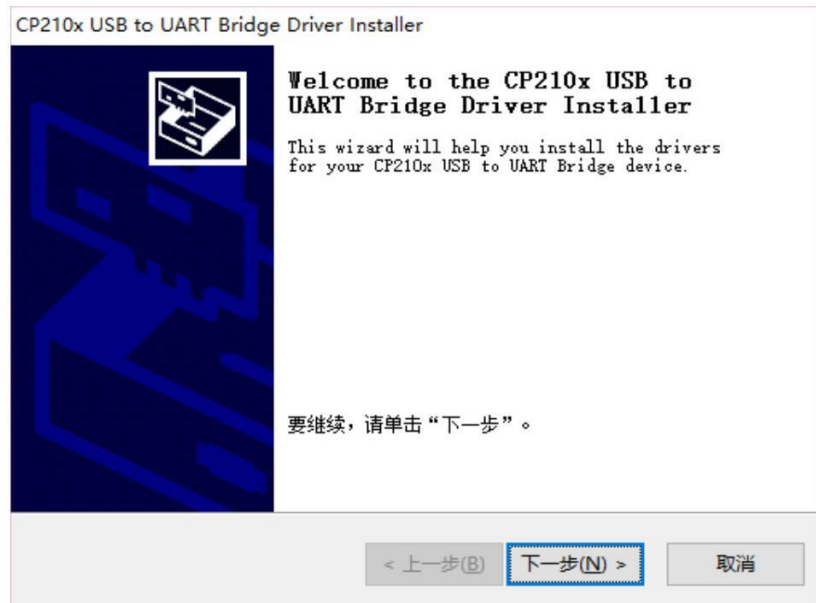 CP210x USB to UART Bridge Driver Installer
Welcome to the CP210x USB to
UART Bridge Driver Installer
This wizard will help you install the drivers
for your CP210x USB to UART Bridge device.
要继续，请单击“下一步”。
< 上一步(B)
下一步(N) >
取消